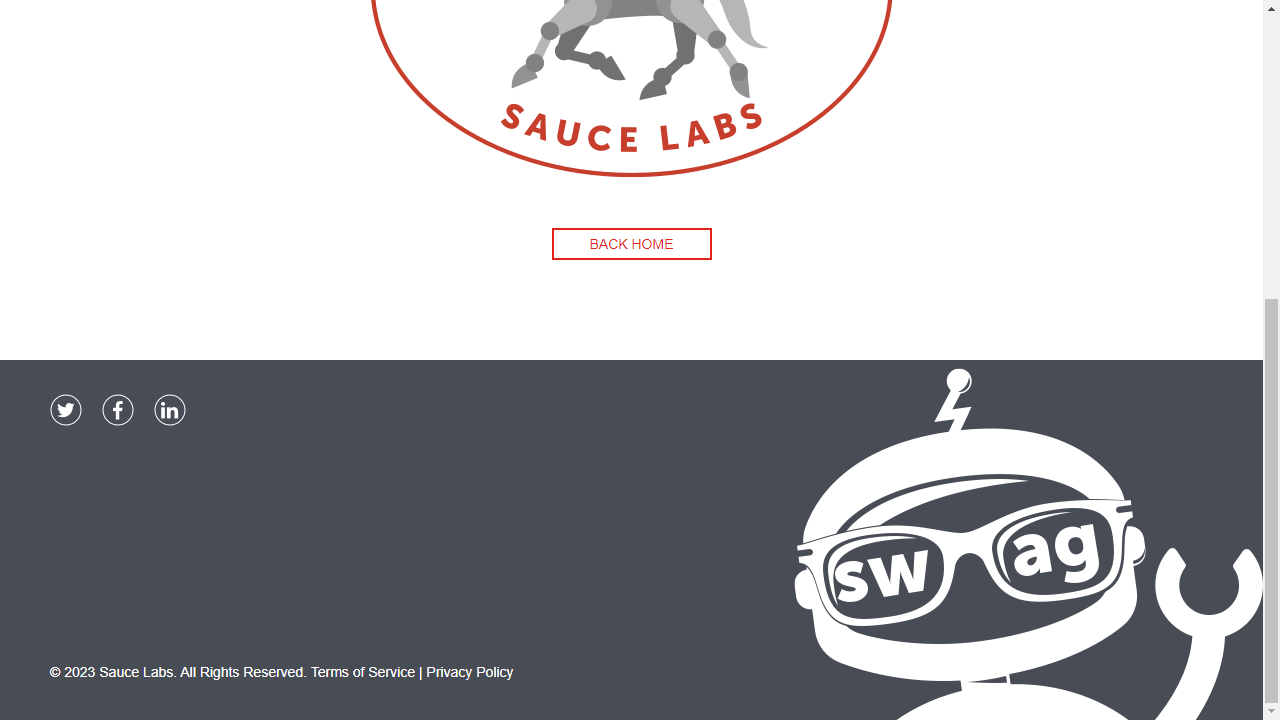 SAUCE LABS
BACK HOME
sw ag
© 2023 Sauce Labs. All Rights Reserved. Terms of Service | Privacy Policy